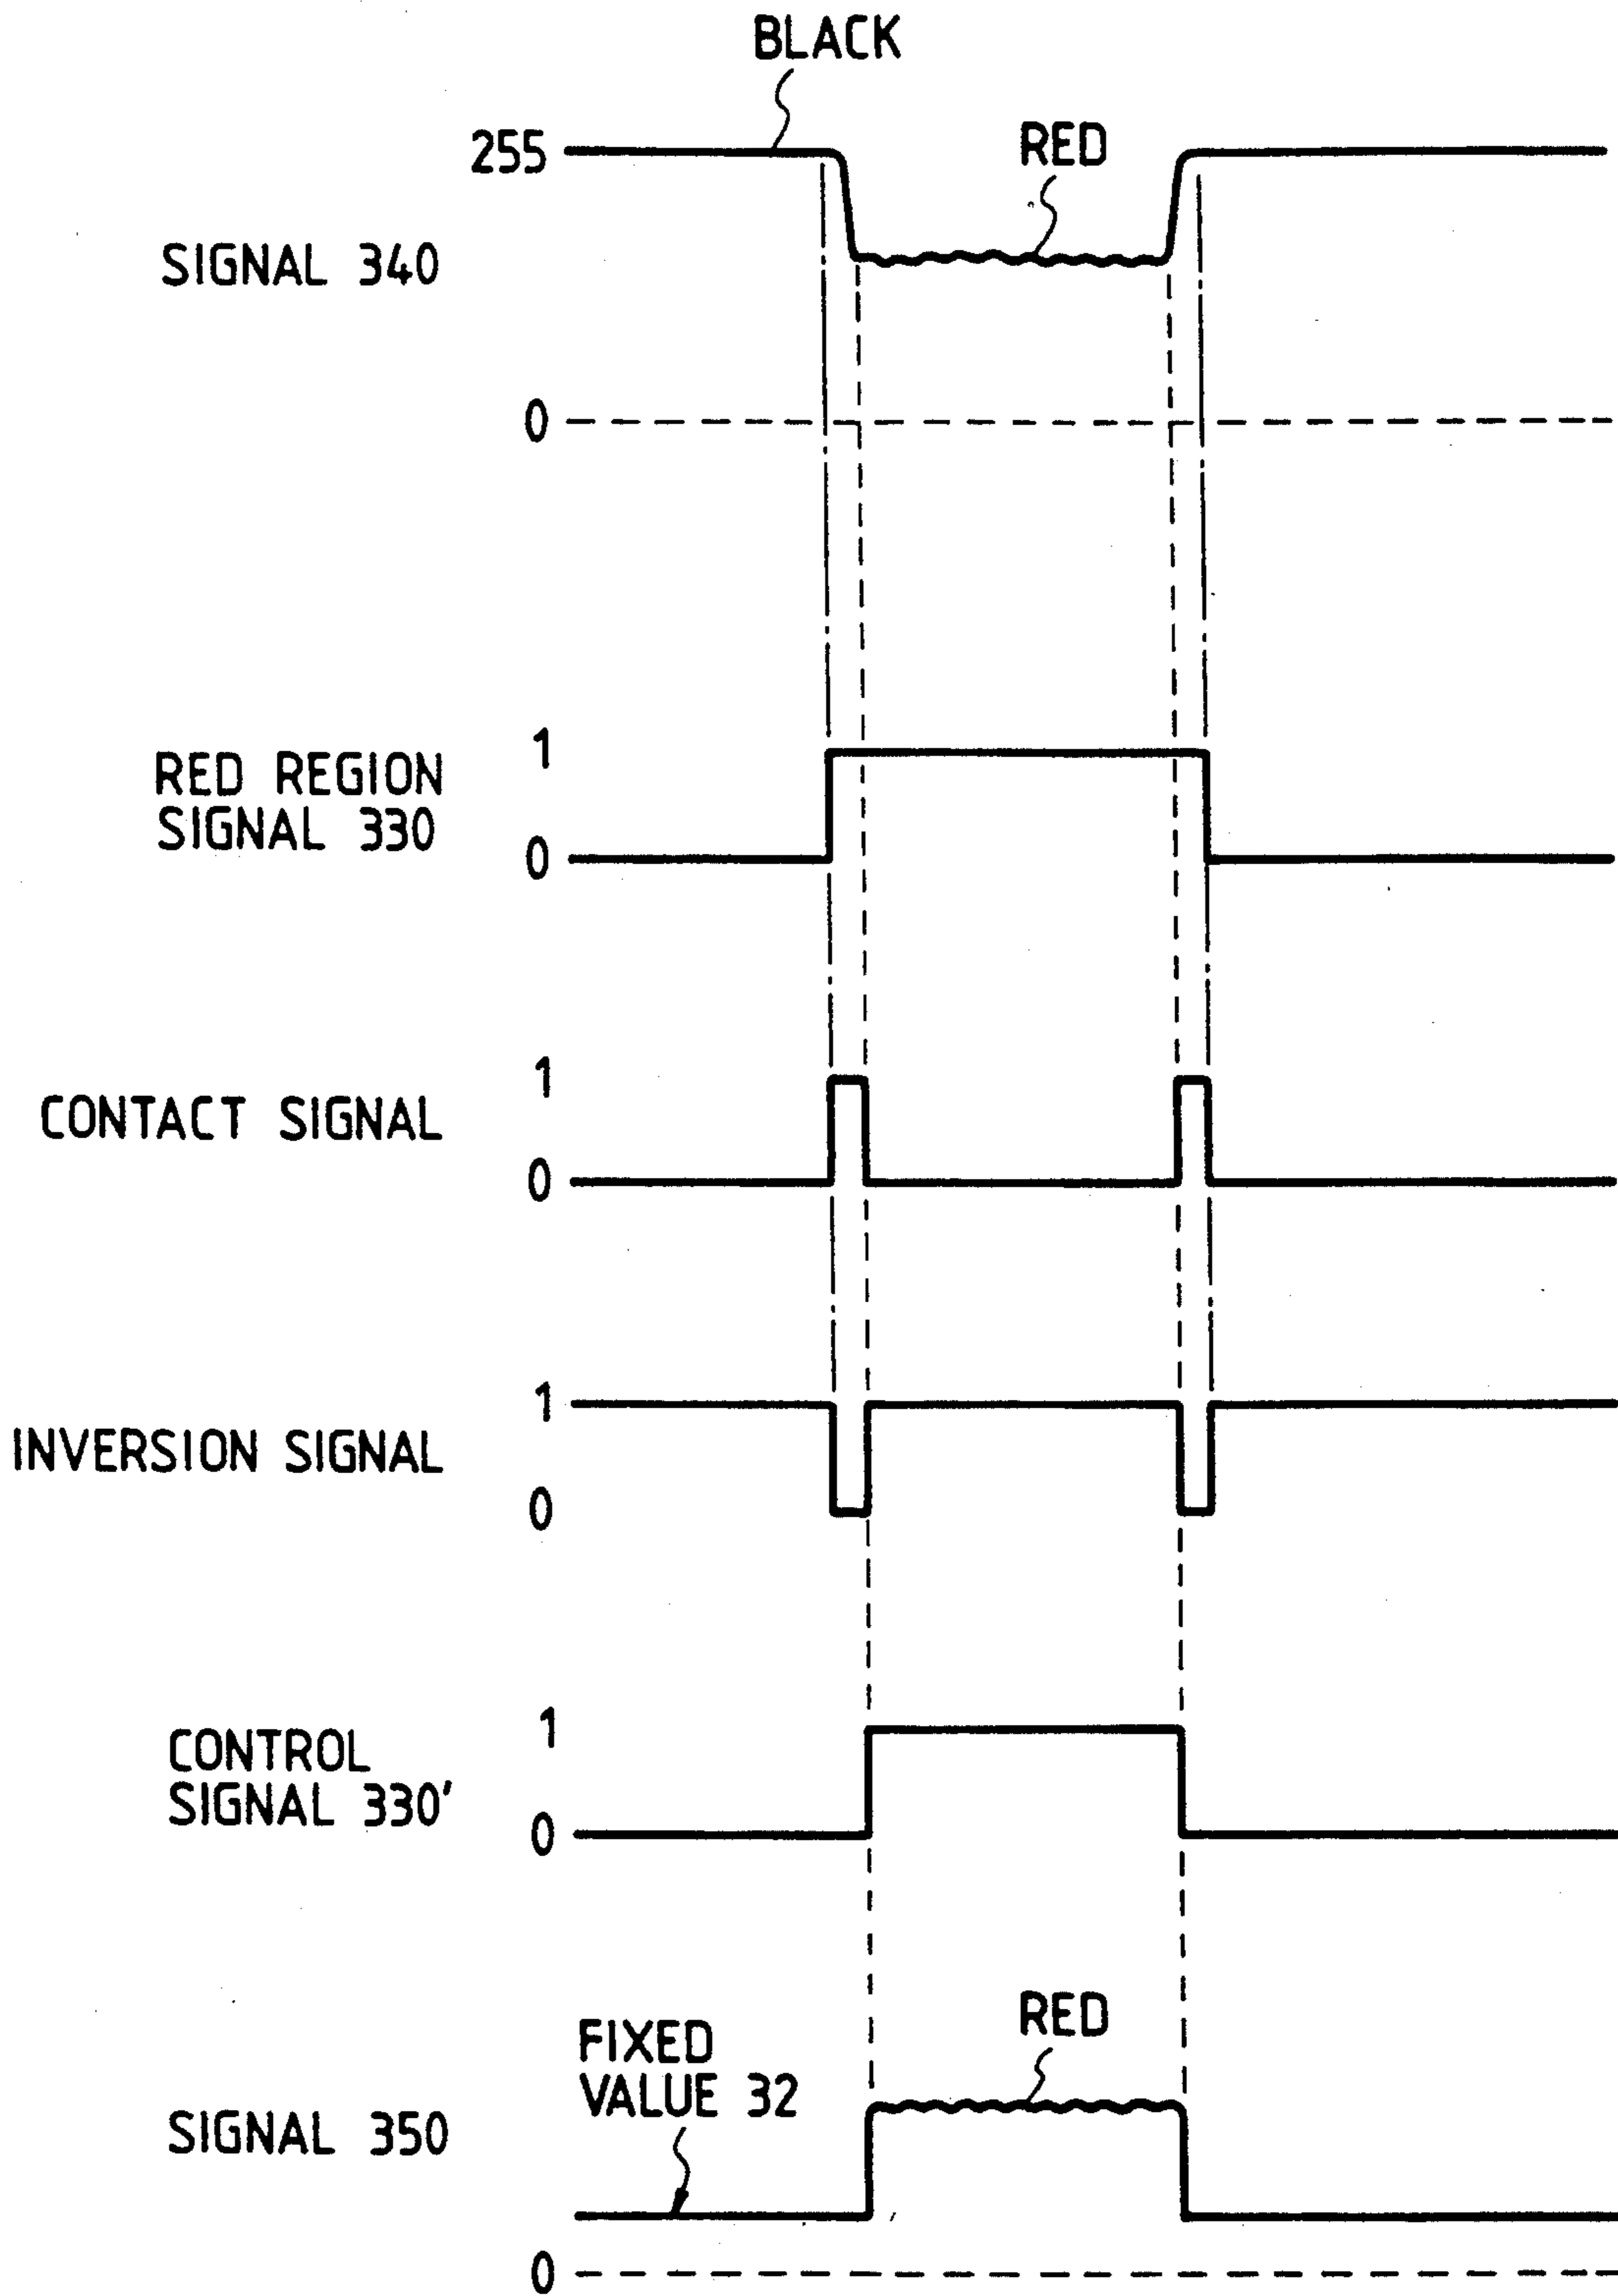 BLACK
255
RED
SIGNAL 340
0
1
RED REGION
SIGNAL 330
0
1
CONTACT SIGNAL
0
1
INVERSION SIGNAL
0
1
CONTROL
SIGNAL 330'
0
RED
FIXED
VALUE 32
SIGNAL 350
0